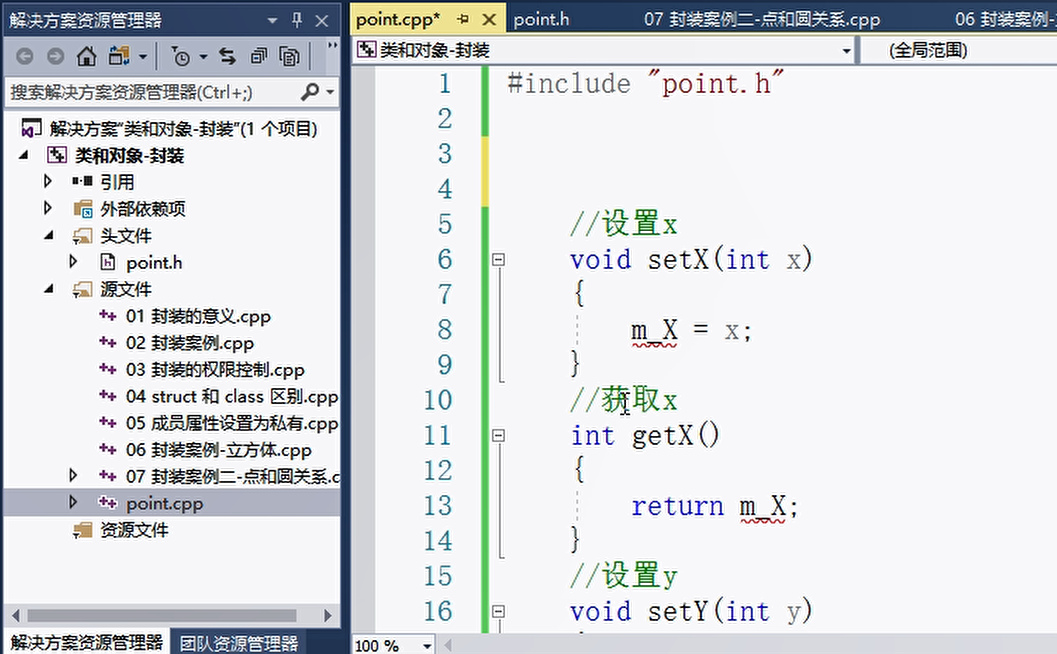 解决方案资源管理器
搜索解决方案资源管理器(Ctrl+;)
解决方案"类和对象-封装"(1 个项目)
类和对象-封装
引用
外部依赖项
头文件
point.h
源文件
01 封装的意义.cpp
02 封装案例.cpp
03 封装的权限控制.cpp
04 struct 和 class 区别.cpp
05 成员属性设置为私有.cpp
06 封装案例-立方体.cpp
07 封装案例二-点和圆关系.c
point.cpp
资源文件
解决方案资源管理器 团队资源管理器
point.cpp* point.h 07 封装案例二-点和圆关系.cpp 06 封装案例-
类和对象-封装 (全局范围)
1 #include "point.h"
2
3
4
5 //设置x
6 void setX(int x)
7 {
8 m_X = x;
9 }
10 //获取x
11 int getX()
12 {
13 return m_X;
14 }
15 //设置y
16 void setY(int y)
100 %